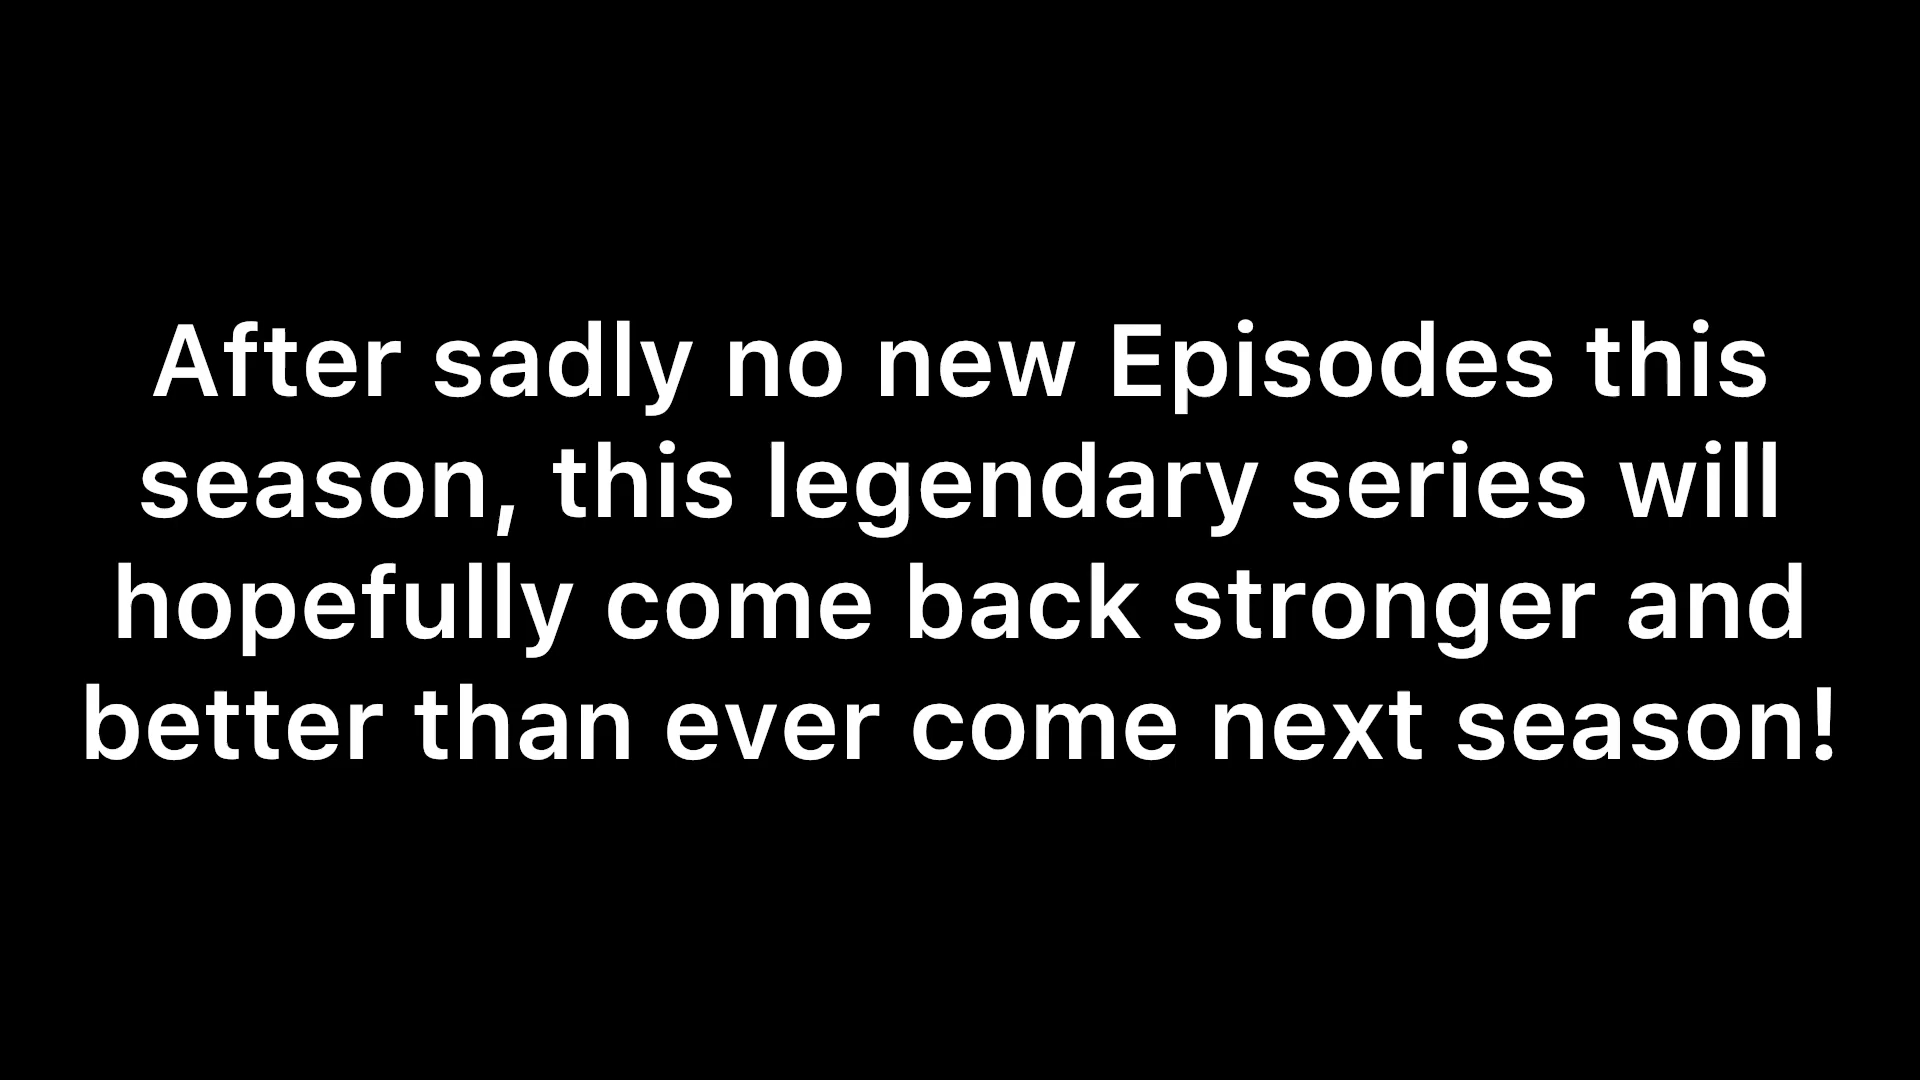 After sadly no new Episodes this
season, this legendary series will
hopefully come back stronger and
better than ever come next season!